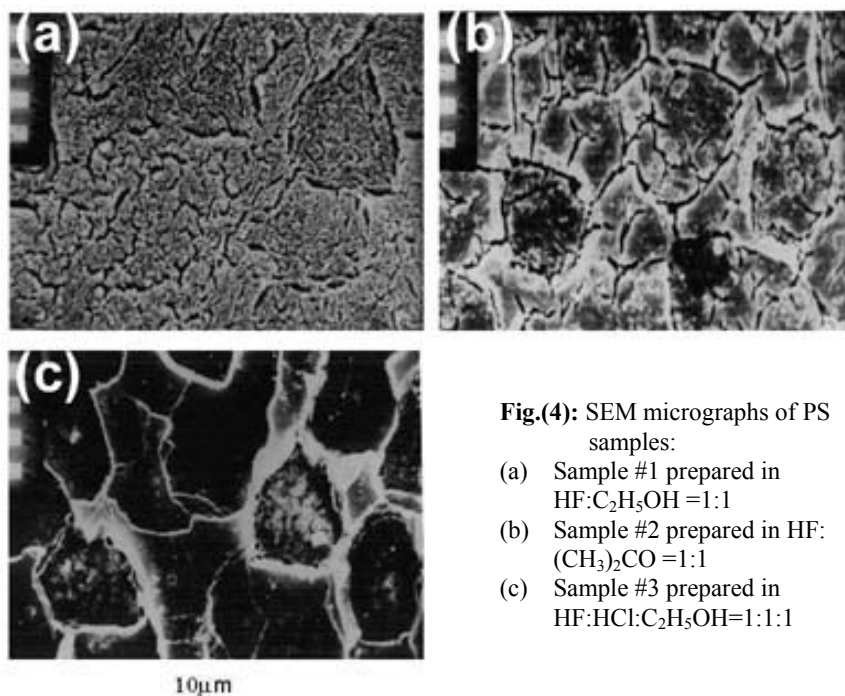 (a)
(b)
(c)
10μm
Fig.(4): SEM micrographs of PS
samples:
(a) Sample #1 prepared in
HF:C₂H₅OH =1:1
(b) Sample #2 prepared in HF:
(CH₃)₂CO =1:1
(c) Sample #3 prepared in
HF:HCl:C₂H₅OH=1:1:1